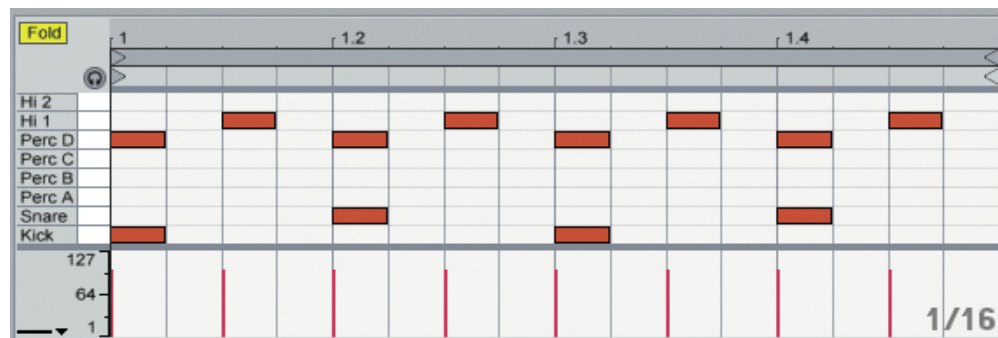 Fold
1 1.2 1.3 1.4
Hi 2
Hi 1
Perc D
Perc C
Perc B
Perc A
Snare
Kick
127
64
1
1/16